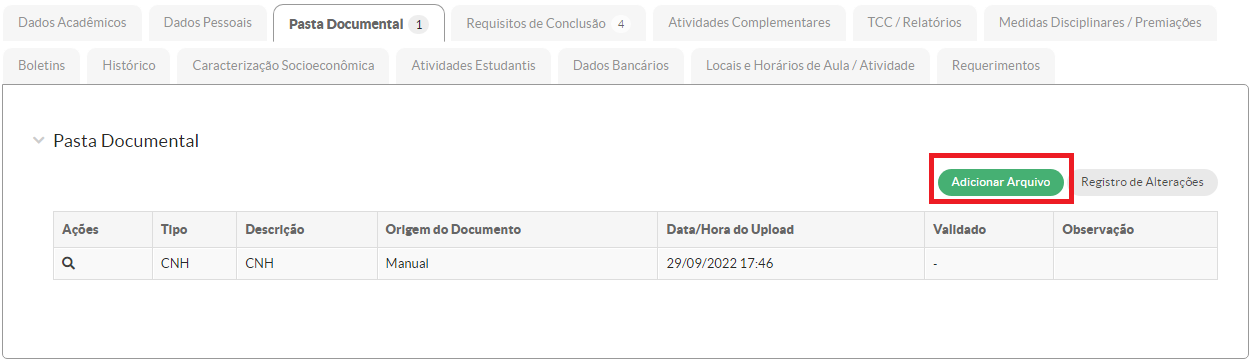 Dados Acadêmicos Dados Pessoais Pasta Documental 1 Requisitos de Conclusão 4 Atividades Complementares TCC / Relatórios Medidas Disciplinares / Premiações
Boletins Histórico Caracterização Socioeconômica Atividades Estudantis Dados Bancários Locais e Horários de Aula / Atividade Requerimentos
Pasta Documental
Adicionar Arquivo Registro de Alterações
Ações Tipo Descrição Origem do Documento Data/Hora do Upload Validado Observação
CNH CNH Manual 29/09/2022 17:46 -